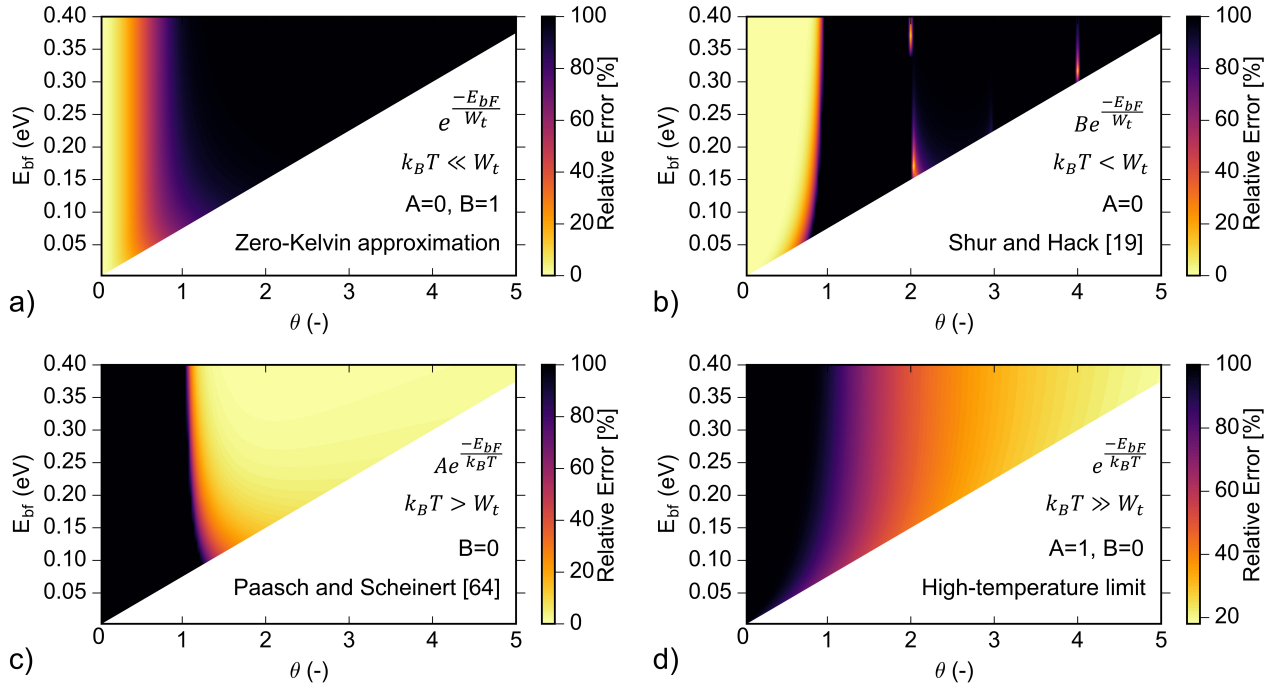 0.40
0.35
0.30
0.25
0.20
0.15
0.10
0.05
E_bf (eV)
0 1 2 3 4 5
θ (-)
e^{-E_bF / W_t}
k_B T ≪ W_t
A=0, B=1
Zero-Kelvin approximation
100
80
60
40
20
0
Relative Error [%]
a)
0.40
0.35
0.30
0.25
0.20
0.15
0.10
0.05
E_bf (eV)
0 1 2 3 4 5
θ (-)
Be^{-E_bF / W_t}
k_B T < W_t
A=0
Shur and Hack [19]
100
80
60
40
20
0
Relative Error [%]
b)
0.40
0.35
0.30
0.25
0.20
0.15
0.10
0.05
E_bf (eV)
0 1 2 3 4 5
θ (-)
Ae^{-E_bF / k_B T}
k_B T > W_t
B=0
Paasch and Scheinert [64]
100
80
60
40
20
0
Relative Error [%]
c)
0.40
0.35
0.30
0.25
0.20
0.15
0.10
0.05
E_bf (eV)
0 1 2 3 4 5
θ (-)
e^{-E_bF / k_B T}
k_B T ≫ W_t
A=1, B=0
High-temperature limit
100
80
60
40
20
Relative Error [%]
d)